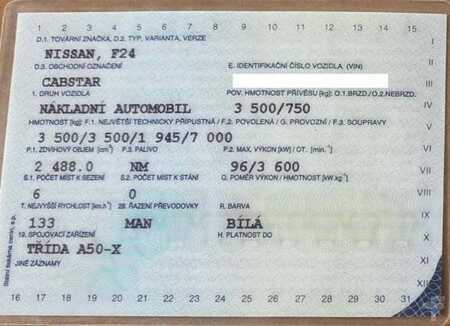 1 2 3 4 5 6 7 8 9 10 11 12 13 14 15
D.1. TOVÁRNÍ ZNAČKA, D.2. TYP, VARIANTA, VERZE
I
NISSAN, F24
II
D.3. OBCHODNÍ OZNAČENÍ E. IDENTIFIKAČNÍ ČÍSLO VOZIDLA (VIN)
CABSTAR
III
1. DRUH VOZIDLA POV. HMOTNOST PŘÍVĚSU [kg]: O.1.BRZD./O.2.NEBRZD.
NÁKLADNÍ AUTOMOBIL 3 500/750
IV
HMOTNOST [kg]: F.1. NEJVĚTŠÍ TECHNICKY PŘÍPUSTNÁ / F.2. POVOLENÁ / G. PROVOZNÍ / F.3. SOUPRAVY
V
3 500/3 500/1 945/7 000
P.1. ZDVIHOVÝ OBJEM [cm³] P.3. PALIVO P.2. MAX. VÝKON [kW] / OT. [min⁻¹]
VI
2 488.0 NM 96/3 600
VII
S.1. POČET MÍST K SEZENÍ S.2. POČET MÍST K STÁNÍ Q. POMĚR VÝKON / HMOTNOST [kW.kg⁻¹]
6 0
VIII
T. NEJVYŠŠÍ RYCHLOST [km.h⁻¹] 28. ŘAZENÍ PŘEVODOVKY R. BARVA
IX
133 MAN BÍLÁ
19. SPOJOVACÍ ZAŘÍZENÍ H. PLATNOST DO
X
TŘÍDA A50-X
XI
JINÉ ZÁZNAMY
XII
16 17 18 19 20 21 22 23 24 25 26 27 28 29 30 31